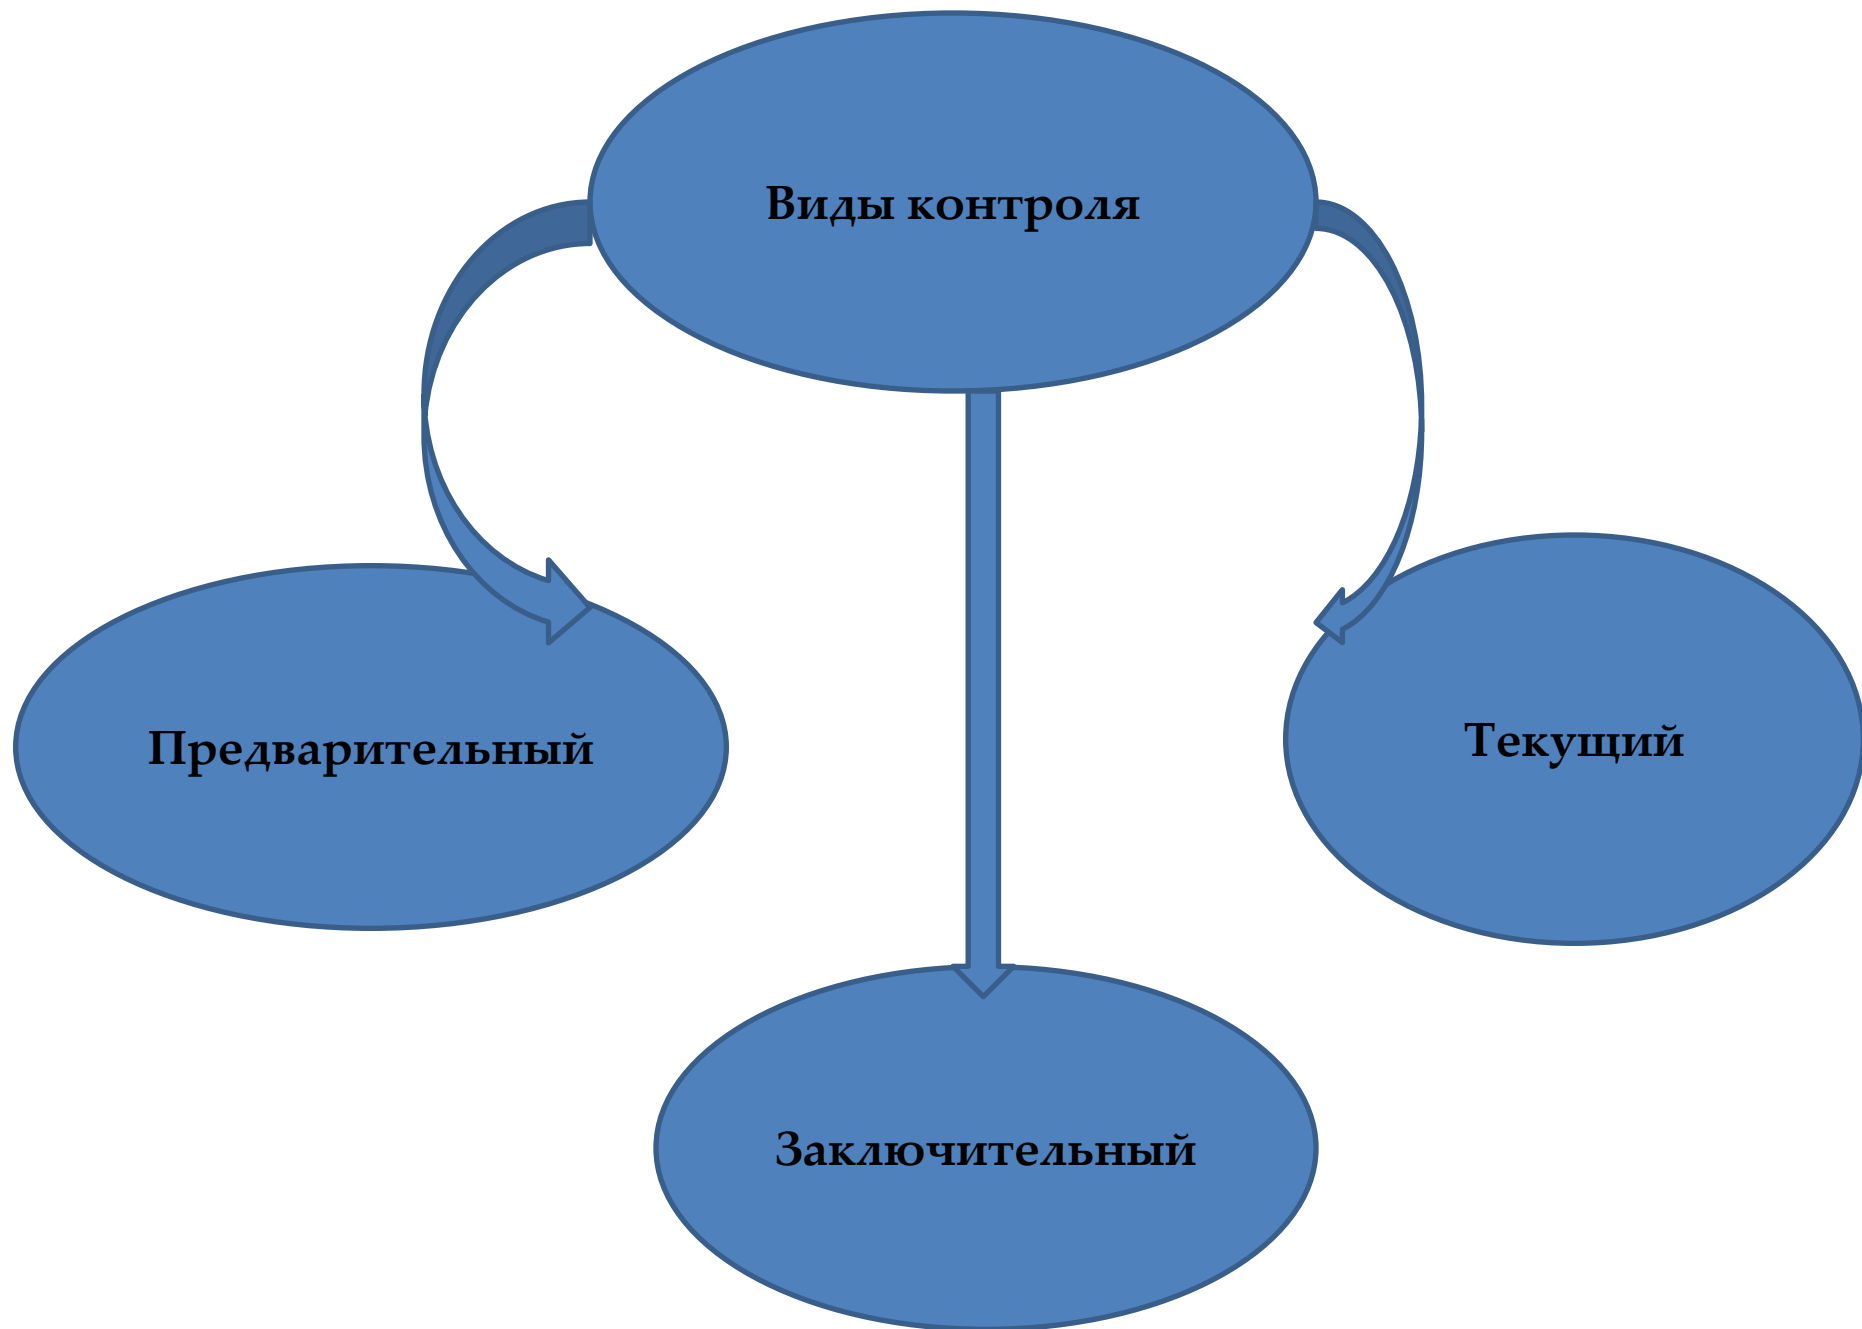 Виды контроля
Предварительный
Текущий
Заключительный